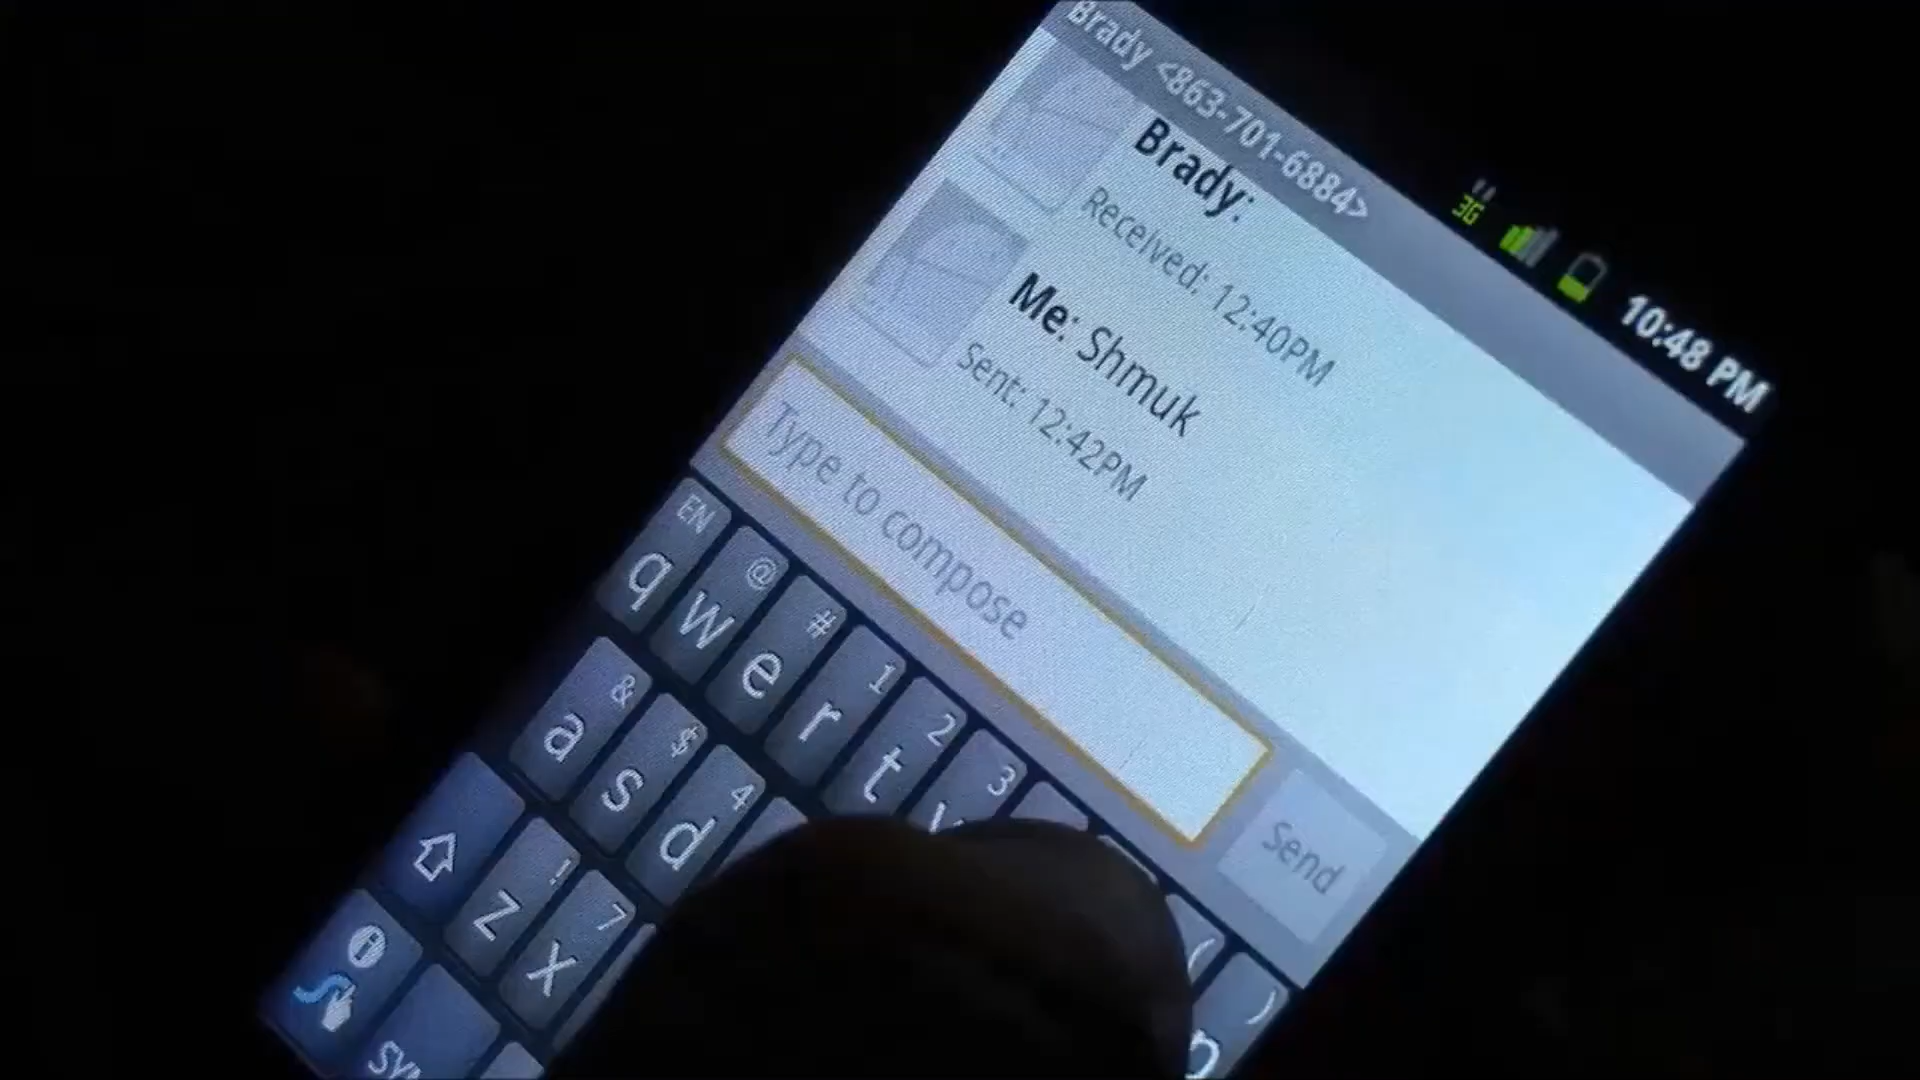 3G 10:48 PM
Brady <863-701-6884>
Brady:
Received: 12:40PM
Me: Shmuk
Sent: 12:42PM
Type to compose
Send
EN @ # 1 2 3
q w e r t y
& $ 4
a s d
! 7 ( )
z x p
SYM